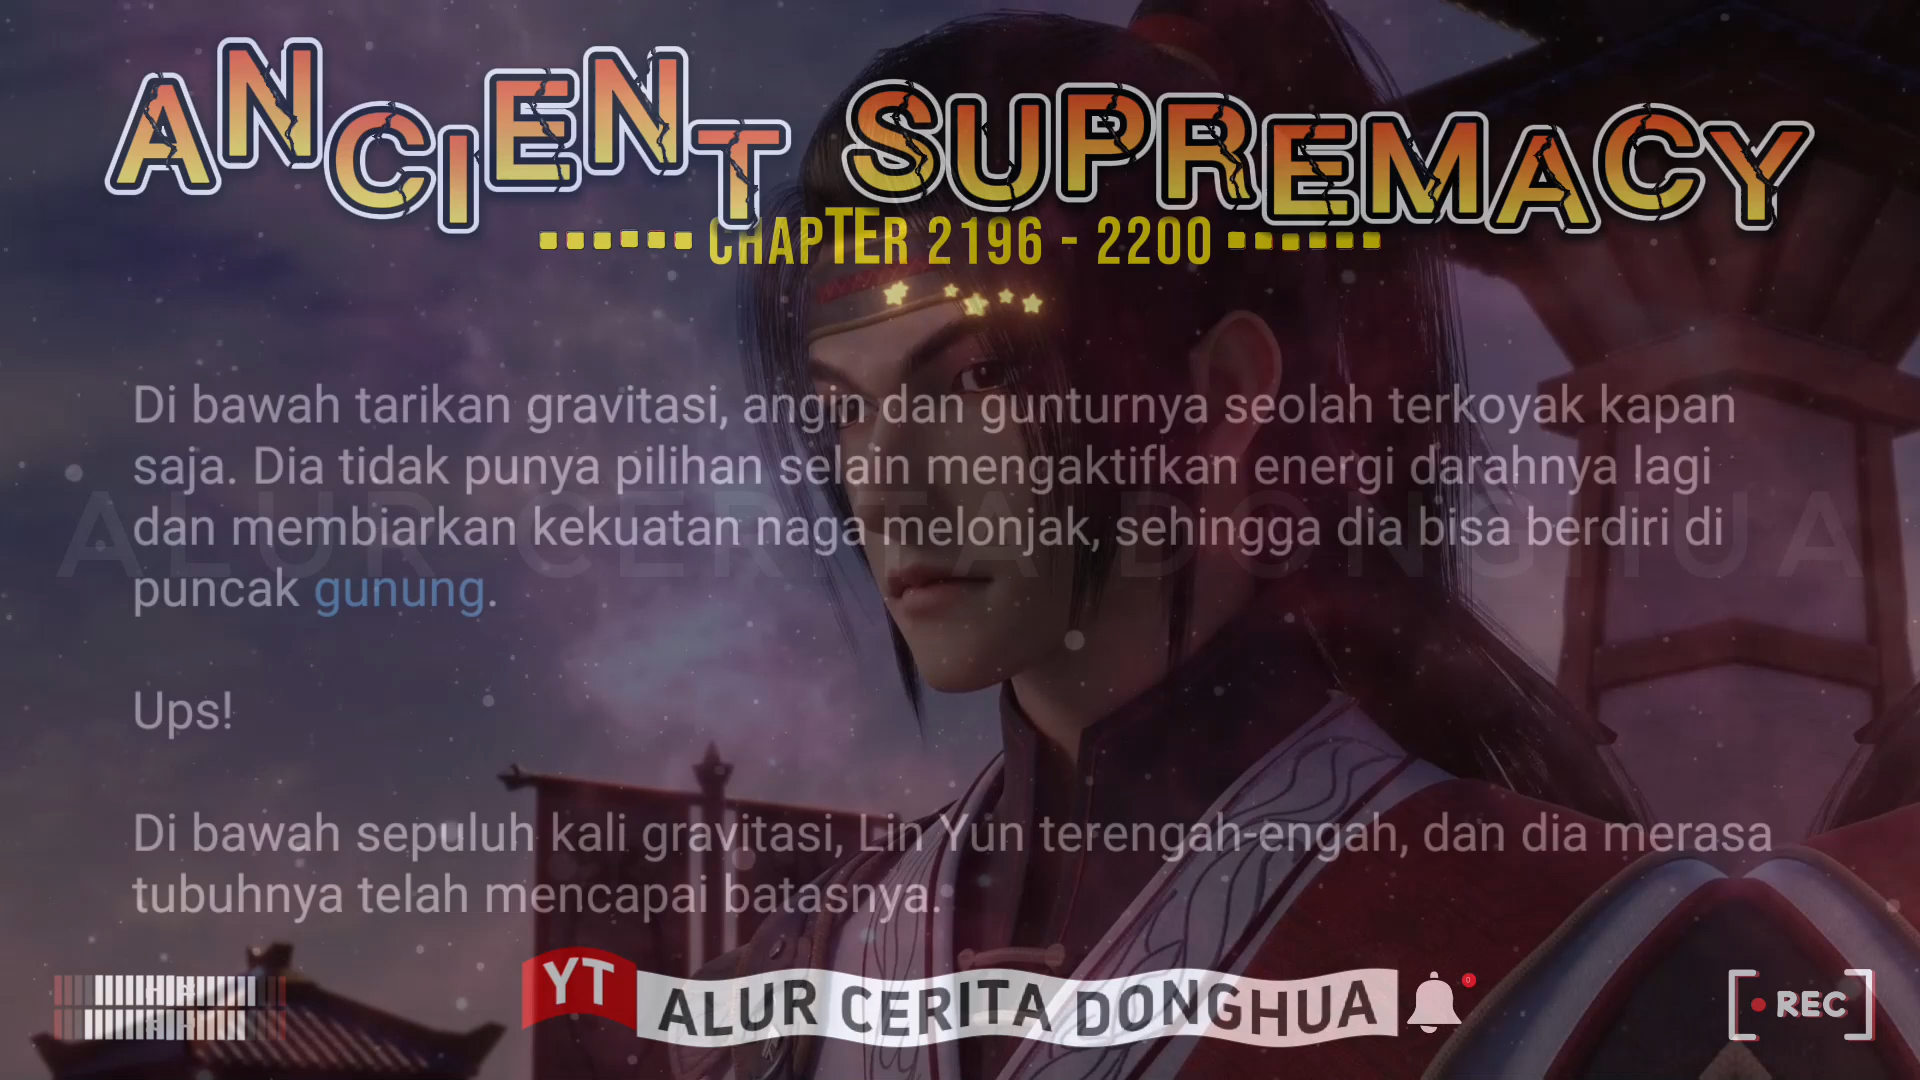 ANCIENT SUPREMACY
CHAPTER 2196 - 2200
Di bawah tarikan gravitasi, angin dan gunturnya seolah terkoyak kapan
saja. Dia tidak punya pilihan selain mengaktifkan energi darahnya lagi
dan membiarkan kekuatan naga melonjak, sehingga dia bisa berdiri di
puncak gunung.
Ups!
Di bawah sepuluh kali gravitasi, Lin Yun terengah-engah, dan dia merasa
tubuhnya telah mencapai batasnya.
ALUR CERITA DONGHUA
YT ALUR CERITA DONGHUA
REC